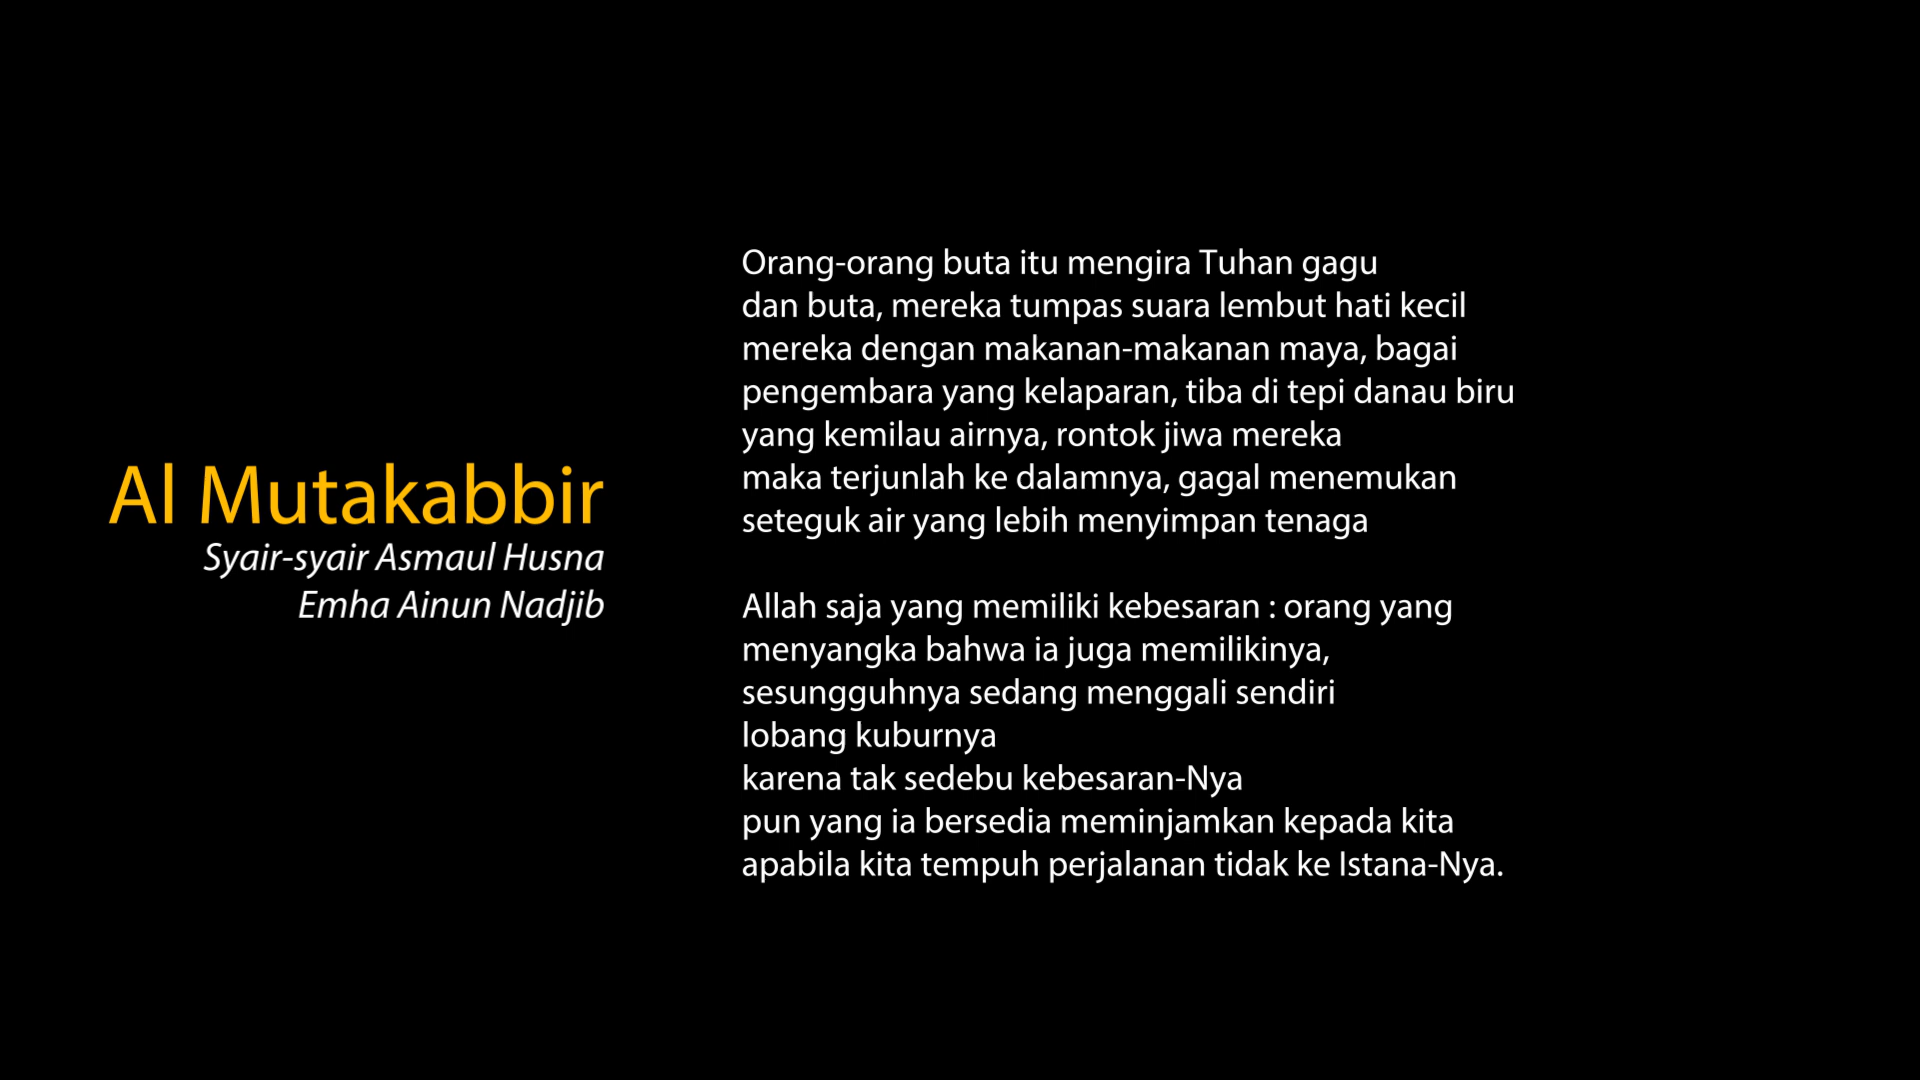 Al Mutakabbir
Syair-syair Asmaul Husna
Emha Ainun Nadjib
Orang-orang buta itu mengira Tuhan gagu
dan buta, mereka tumpas suara lembut hati kecil
mereka dengan makanan-makanan maya, bagai
pengembara yang kelaparan, tiba di tepi danau biru
yang kemilau airnya, rontok jiwa mereka
maka terjunlah ke dalamnya, gagal menemukan
seteguk air yang lebih menyimpan tenaga
Allah saja yang memiliki kebesaran : orang yang
menyangka bahwa ia juga memilikinya,
sesungguhnya sedang menggali sendiri
lobang kuburnya
karena tak sedebu kebesaran-Nya
pun yang ia bersedia meminjamkan kepada kita
apabila kita tempuh perjalanan tidak ke Istana-Nya.